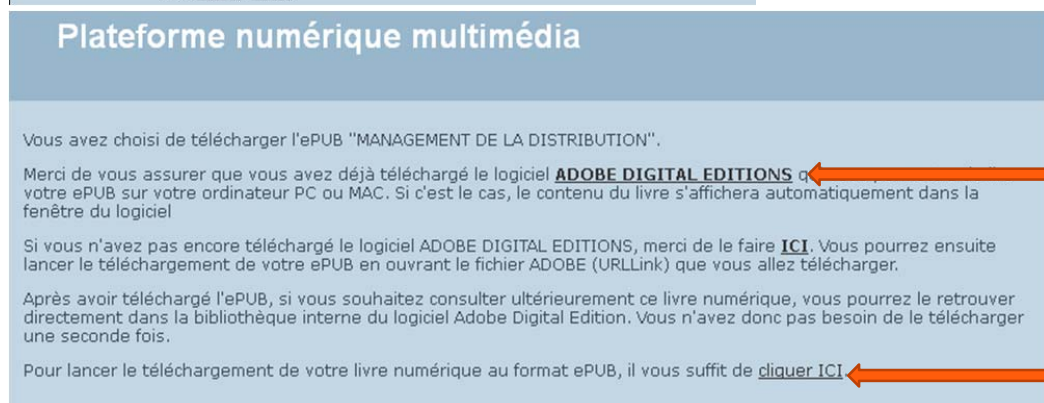 Plateforme numérique multimédia
Vous avez choisi de télécharger l'ePUB "MANAGEMENT DE LA DISTRIBUTION".
Merci de vous assurer que vous avez déjà téléchargé le logiciel ADOBE DIGITAL EDITIONS
votre ePUB sur votre ordinateur PC ou MAC. Si c'est le cas, le contenu du livre s'affichera automatiquement dans la
fenêtre du logiciel
Si vous n'avez pas encore téléchargé le logiciel ADOBE DIGITAL EDITIONS, merci de le faire ICI. Vous pourrez ensuite
lancer le téléchargement de votre ePUB en ouvrant le fichier ADOBE (URLLink) que vous allez télécharger.
Après avoir téléchargé l'ePUB, si vous souhaitez consulter ultérieurement ce livre numérique, vous pourrez le retrouver
directement dans la bibliothèque interne du logiciel Adobe Digital Edition. Vous n'avez donc pas besoin de le télécharger
une seconde fois.
Pour lancer le téléchargement de votre livre numérique au format ePUB, il vous suffit de cliquer ICI.